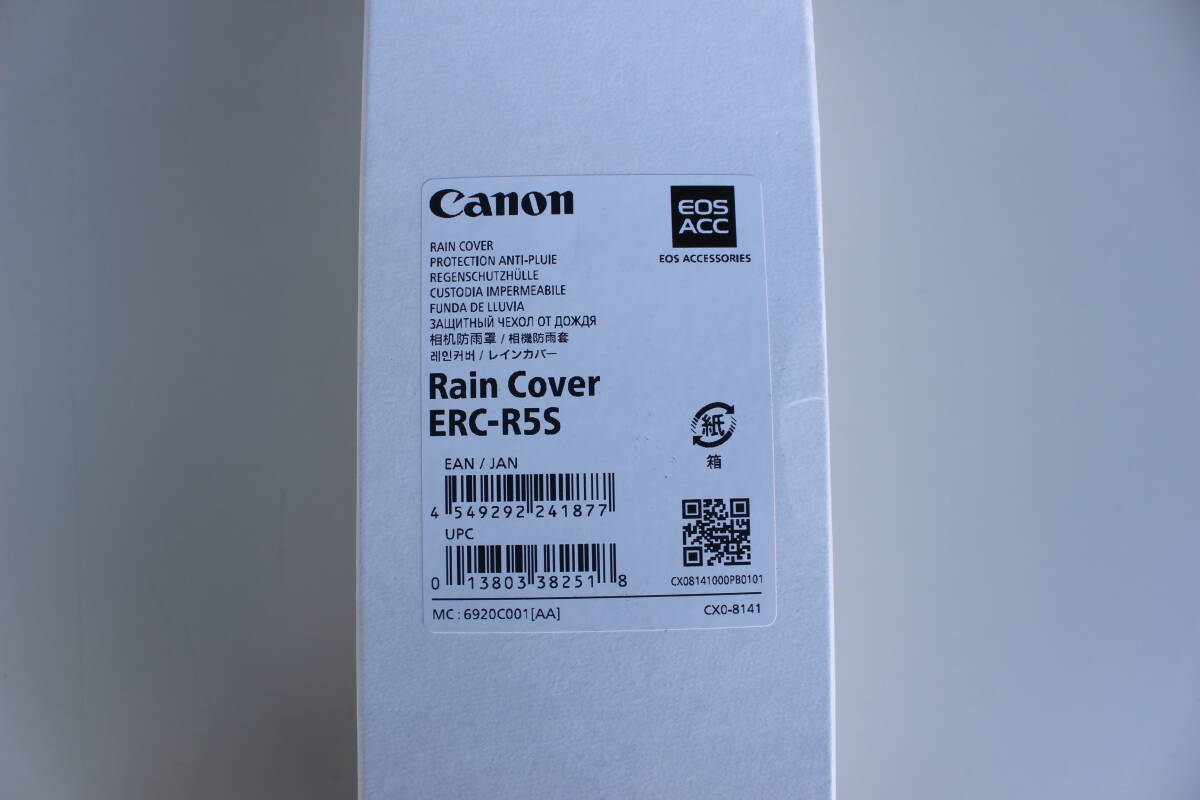 Canon
EOS
ACC
EOS ACCESSORIES
RAIN COVER
PROTECTION ANTI-PLUIE
REGENSCHUTZHÜLLE
CUSTODIA IMPERMEABILE
FUNDA DE LLUVIA
ЗАЩИТНЫЙ ЧЕХОЛ ОТ ДОЖДЯ
相机防雨罩 / 相機防雨套
레인커버 / レインカバー
Rain Cover
ERC-R5S
紙
箱
EAN / JAN
4 549292 241877
UPC
0 13803 38251 8
CX08141000PB0101
MC : 6920C001[AA]
CX0-8141